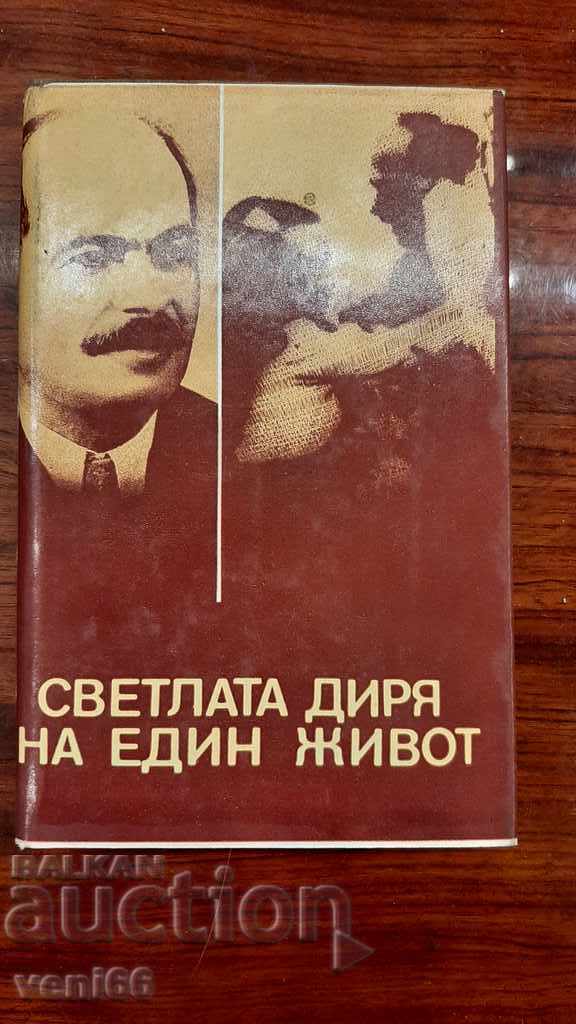 СВЕТЛАТА ДИРЯ
НА ЕДИН ЖИВОТ
BALKAN
auction
veni66